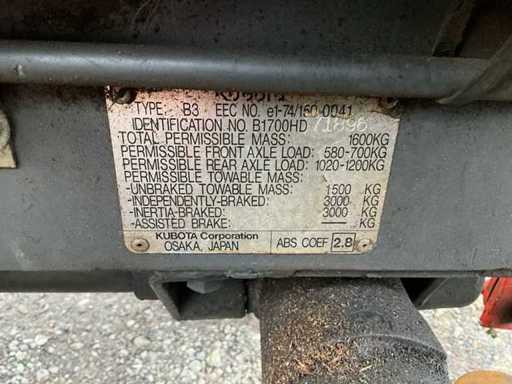 Kubota
TYPE: B3 EEC NO. e1-74/150-0041
IDENTIFICATION NO. B1700HD 71896
TOTAL PERMISSIBLE MASS: 1600KG
PERMISSIBLE FRONT AXLE LOAD: 580-700KG
PERMISSIBLE REAR AXLE LOAD: 1020-1200KG
PERMISSIBLE TOWABLE MASS:
-UNBRAKED TOWABLE MASS: 1500 KG
-INDEPENDENTLY-BRAKED: 3000 KG
-INERTIA-BRAKED: 3000 KG
-ASSISTED BRAKE: —— KG
KUBOTA Corporation
OSAKA, JAPAN ABS COEF 2.8